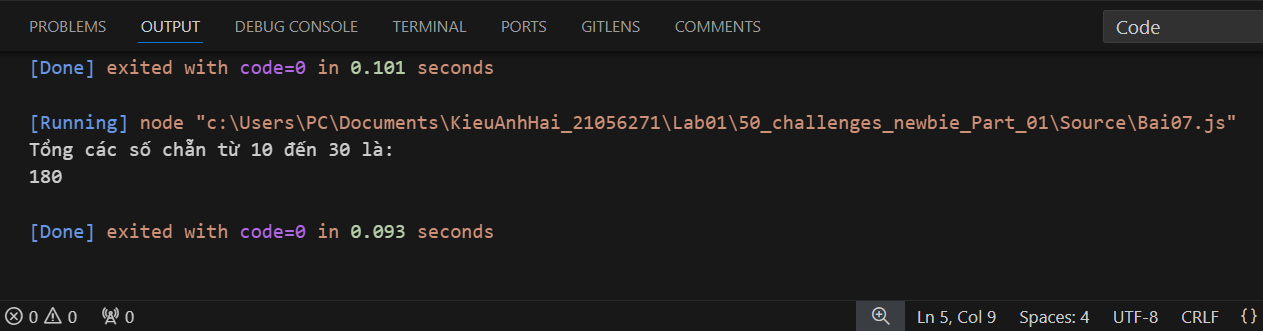 PROBLEMS OUTPUT DEBUG CONSOLE TERMINAL PORTS GITLENS COMMENTS Code
[Done] exited with code=0 in 0.101 seconds
[Running] node "c:\Users\PC\Documents\KieuAnhHai_21056271\Lab01\50_challenges_newbie_Part_01\Source\Bai07.js"
Tổng các số chẵn từ 10 đến 30 là:
180
[Done] exited with code=0 in 0.093 seconds
0 0 0 Ln 5, Col 9 Spaces: 4 UTF-8 CRLF {}